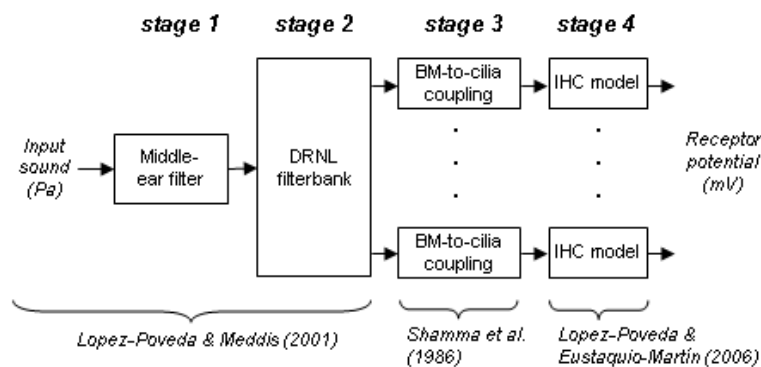 stage 1 stage 2 stage 3 stage 4
Input
sound
(Pa)
Middle-
ear filter
DRNL
filterbank
BM-to-cilia
coupling
IHC model
.
.
.
.
.
.
BM-to-cilia
coupling
IHC model
Receptor
potential
(mV)
Lopez-Poveda & Meddis (2001)
Shamma et al.
(1986)
Lopez-Poveda &
Eustaquio-Martín (2006)